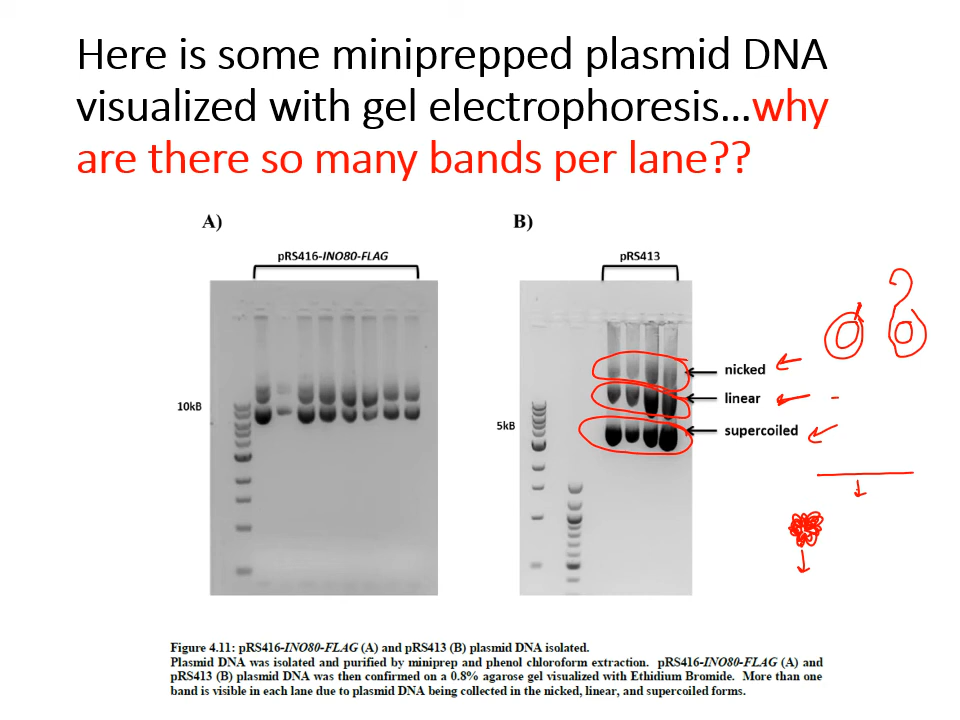 Here is some miniprepped plasmid DNA
visualized with gel electrophoresis...why
are there so many bands per lane??
A)
B)
pRS416-INO80-FLAG
pRS413
10kB
5kB
nicked
linear
supercoiled
Figure 4.11: pRS416-INO80-FLAG (A) and pRS413 (B) plasmid DNA isolated.
Plasmid DNA was isolated and purified by miniprep and phenol chloroform extraction.  pRS416-INO80-FLAG (A) and
pRS413 (B) plasmid DNA was then confirmed on a 0.8% agarose gel visualized with Ethidium Bromide.  More than one
band is visible in each lane due to plasmid DNA being collected in the nicked, linear, and supercoiled forms.